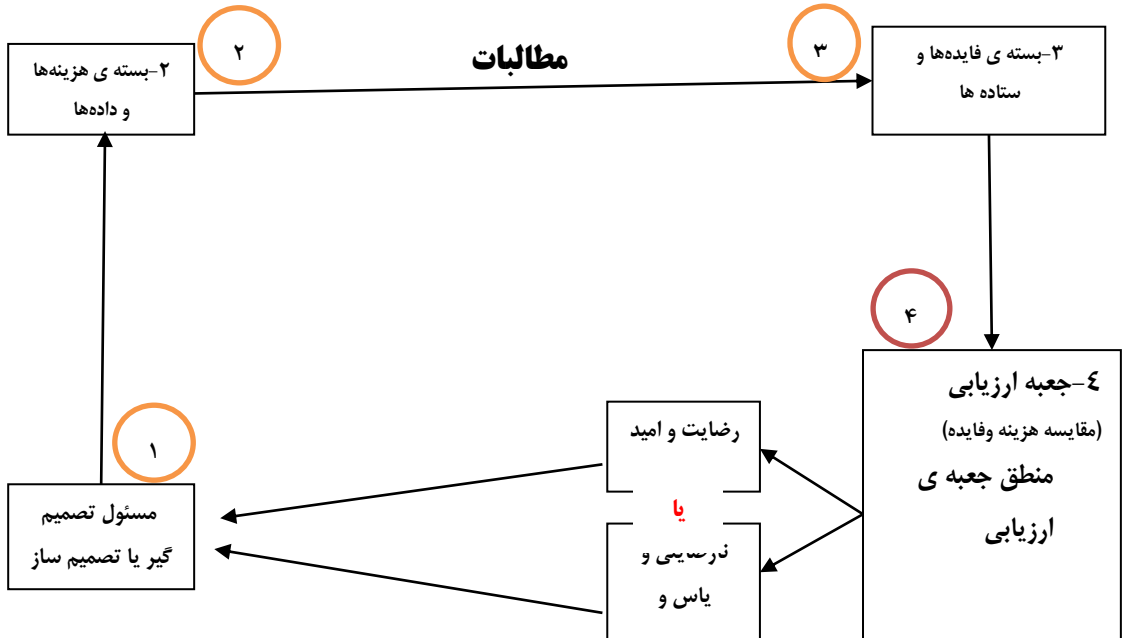 ۲
مطالبات
۳
۲-بسته ی هزینه‌ها
و داده‌ها
۳-بسته ی فایده‌ها و
ستاده ها
۱
مسئول تصمیم
گیر یا تصمیم ساز
۴
٤-جعبه ارزیابی
(مقایسه هزینه وفایده)
منطق جعبه ی
ارزیابی
رضایت و امید
یا
و
یاس و